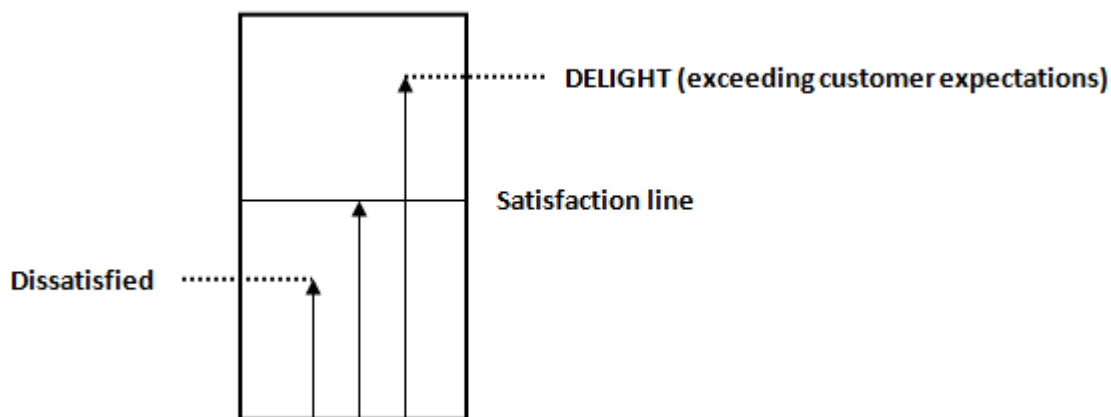 DELIGHT (exceeding customer expectations)
Satisfaction line
Dissatisfied